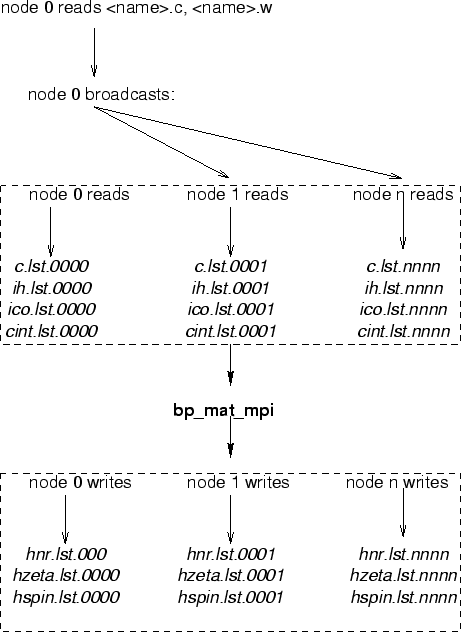 node 0 reads <name>.c, <name>.w
node 0 broadcasts:
node 0 reads node 1 reads node n reads
c.lst.0000 c.lst.0001 c.lst.nnnn
ih.lst.0000 ih.lst.0001 ih.lst.nnnn
ico.lst.0000 ico.lst.0001 ico.lst.nnnn
cint.lst.0000 cint.lst.0001 cint.lst.nnnn
bp_mat_mpi
node 0 writes node 1 writes node n writes
hnr.lst.000 hnr.lst.0001 hnr.lst.nnnn
hzeta.lst.0000 hzeta.lst.0001 hzeta.lst.nnnn
hspin.lst.0000 hspin.lst.0001 hspin.lst.nnnn